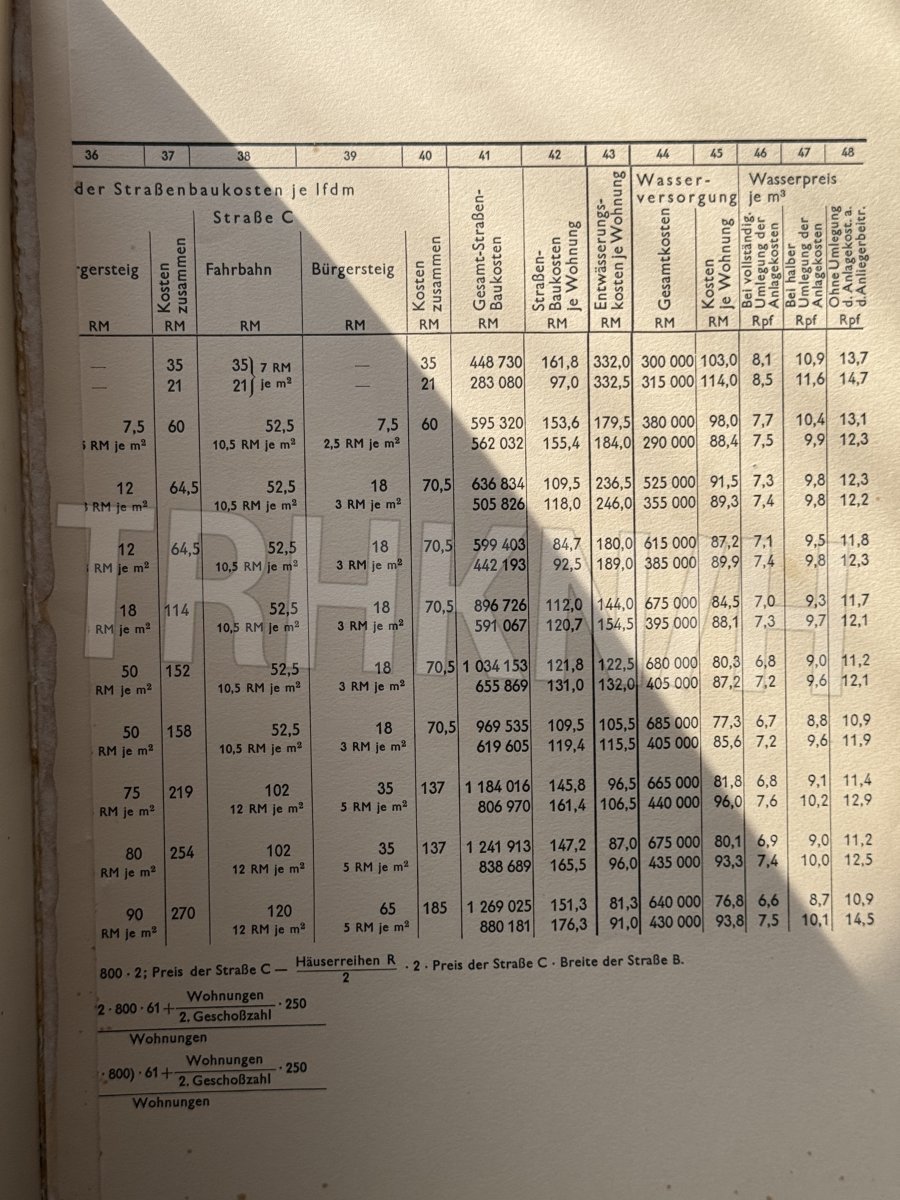 36 37 38 39 40 41 42 43 44 45 46 47 48
der Straßenbaukosten je lfdm
Straße C
Kosten zusammen
Fahrbahn
Bürgersteig
Kosten zusammen
Gesamt-Straßen-Baukosten
Straßen-Baukosten je Wohnung
Entwässerungs-kosten je Wohnung
Wasser-
versorgung
Gesamtkosten
Kosten je Wohnung
Wasserpreis
je m³
Bei vollständig. Umlegung der Anlagekosten
Bei halber Umlegung der Anlagekosten
Ohne Umlegung d. Anlagekost. a. d. Anliegerbeitr.
RM RM RM RM RM RM RM RM RM RM Rpf Rpf Rpf
— 35 35 7 RM — 35 448 730 161,8 332,0 300 000 103,0 8,1 10,9 13,7
— 21 21 je m² — 21 283 080 97,0 332,5 315 000 114,0 8,5 11,6 14,7
7,5 60 52,5 7,5 60 595 320 153,6 179,5 380 000 98,0 7,7 10,4 13,1
RM je m² 10,5 RM je m² 2,5 RM je m² 562 032 155,4 184,0 290 000 88,4 7,5 9,9 12,3
12 64,5 52,5 18 70,5 636 834 109,5 236,5 525 000 91,5 7,3 9,8 12,3
RM je m² 10,5 RM je m² 3 RM je m² 505 826 118,0 246,0 355 000 89,3 7,4 9,8 12,2
12 64,5 52,5 18 70,5 599 403 84,7 180,0 615 000 87,2 7,1 9,5 11,8
RM je m² 10,5 RM je m² 3 RM je m² 442 193 92,5 189,0 385 000 89,9 7,4 9,8 12,3
18 114 52,5 18 70,5 896 726 112,0 144,0 675 000 84,5 7,0 9,3 11,7
RM je m² 10,5 RM je m² 3 RM je m² 591 067 120,7 154,5 395 000 88,1 7,3 9,7 12,1
50 152 52,5 18 70,5 1 034 153 121,8 122,5 680 000 80,3 6,8 9,0 11,2
RM je m² 10,5 RM je m² 3 RM je m² 655 869 131,0 132,0 405 000 87,2 7,2 9,6 12,1
50 158 52,5 18 70,5 969 535 109,5 105,5 685 000 77,3 6,7 8,8 10,9
RM je m² 10,5 RM je m² 3 RM je m² 619 605 119,4 115,5 405 000 85,6 7,2 9,6 11,9
75 219 102 35 137 1 184 016 145,8 96,5 665 000 81,8 6,8 9,1 11,4
RM je m² 12 RM je m² 5 RM je m² 806 970 161,4 106,5 440 000 96,0 7,6 10,2 12,9
80 254 102 35 137 1 241 913 147,2 87,0 675 000 80,1 6,9 9,0 11,2
RM je m² 12 RM je m² 5 RM je m² 838 689 165,5 96,0 435 000 93,3 7,4 10,0 12,5
90 270 120 65 185 1 269 025 151,3 81,3 640 000 76,8 6,6 8,7 10,9
RM je m² 12 RM je m² 5 RM je m² 880 181 176,3 91,0 430 000 93,8 7,5 10,1 14,5
800 · 2; Preis der Straße C — Häuserreihen R / 2 · 2 · Preis der Straße C · Breite der Straße B.
2 · 800 · 61 + Wohnungen / 2. Geschoßzahl · 250
Wohnungen
· 800) · 61 + Wohnungen / 2. Geschoßzahl · 250
Wohnungen